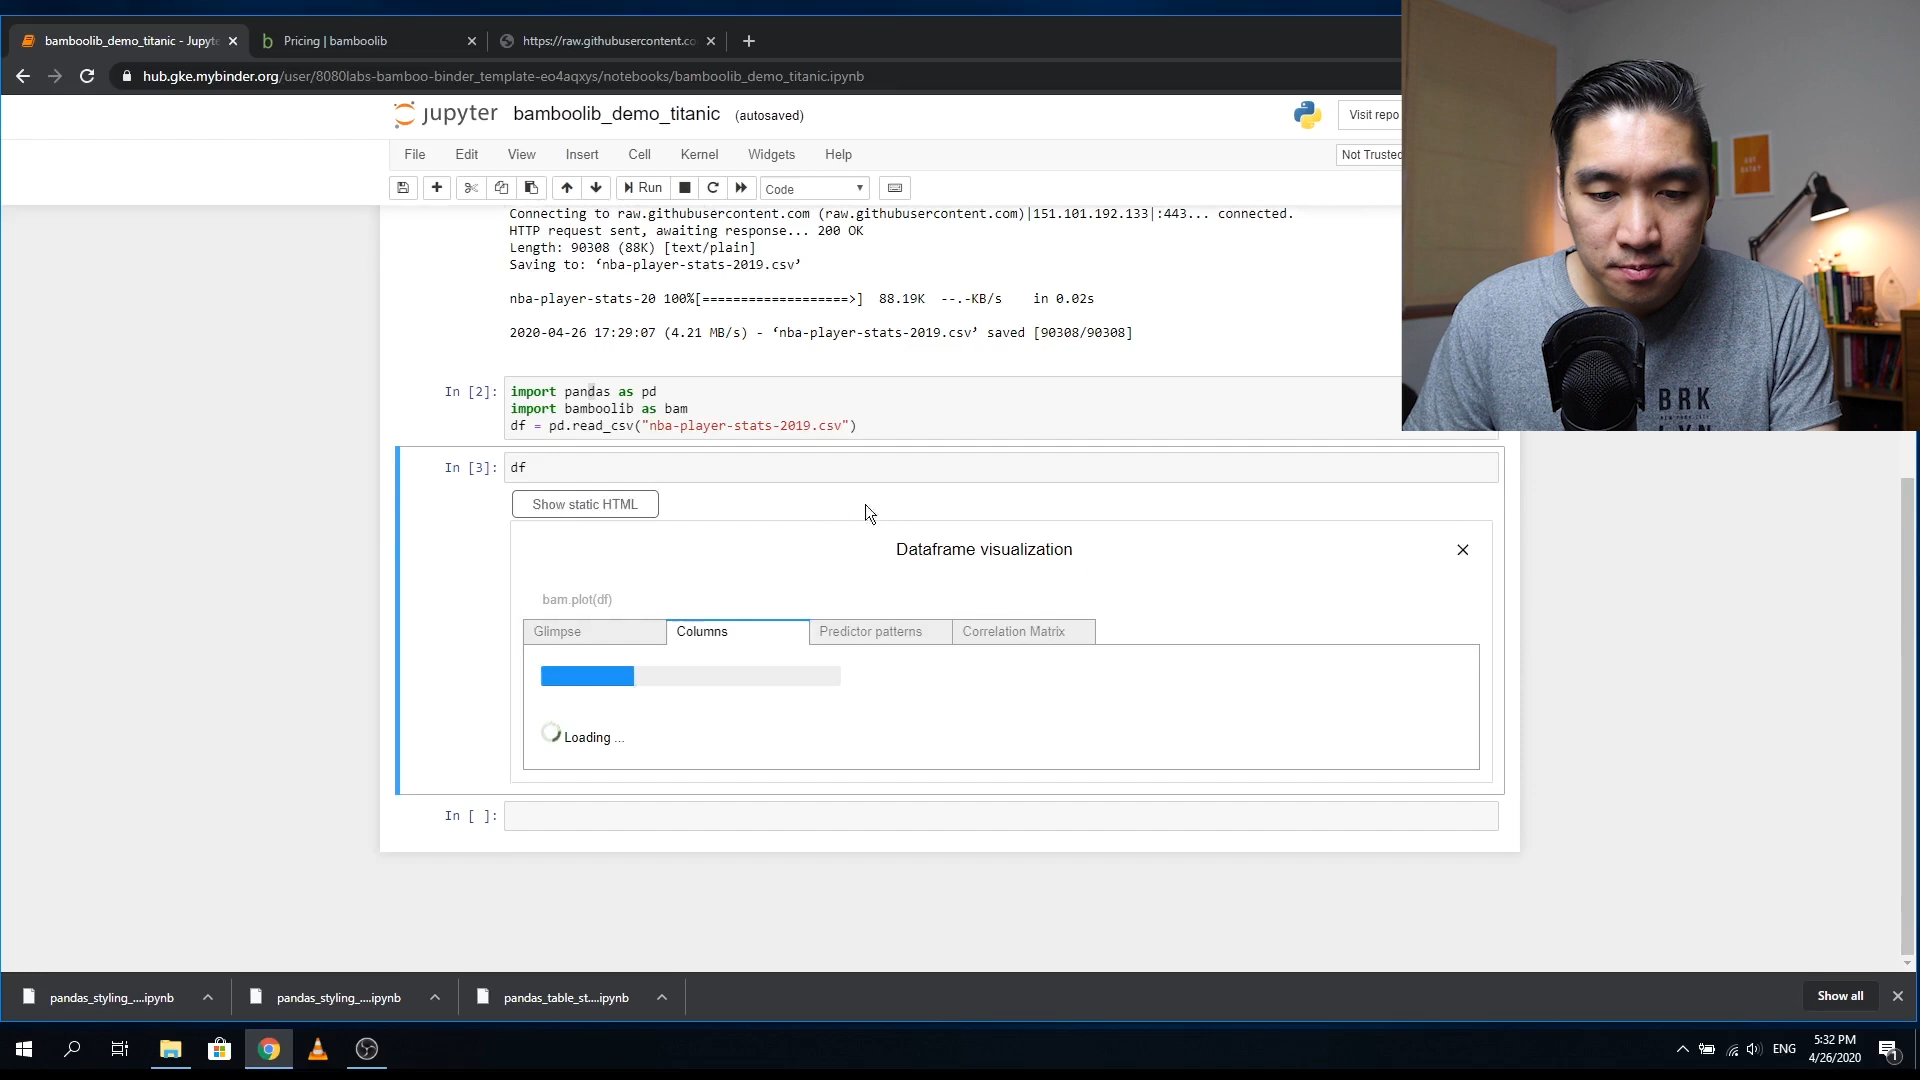 bamboolib_demo_titanic - Jupyte
Pricing | bamboolib
https://raw.githubusercontent.co
hub.gke.mybinder.org/user/8080labs-bamboo-binder_template-eo4aqxys/notebooks/bamboolib_demo_titanic.ipynb
jupyter bamboolib_demo_titanic (autosaved)
Visit repo
File Edit View Insert Cell Kernel Widgets Help
Not Trusted
Run
Code
Connecting to raw.githubusercontent.com (raw.githubusercontent.com)|151.101.192.133|:443... connected.
HTTP request sent, awaiting response... 200 OK
Length: 90308 (88K) [text/plain]
Saving to: ‘nba-player-stats-2019.csv’
nba-player-stats-20 100%[===================>] 88.19K --.-KB/s in 0.02s
2020-04-26 17:29:07 (4.21 MB/s) - ‘nba-player-stats-2019.csv’ saved [90308/90308]
In [2]: import pandas as pd
import bamboolib as bam
df = pd.read_csv("nba-player-stats-2019.csv")
In [3]: df
Show static HTML
Dataframe visualization
bam.plot(df)
Glimpse Columns Predictor patterns Correlation Matrix
Loading ...
In [ ]:
BRK
pandas_styling_....ipynb
pandas_styling_....ipynb
pandas_table_st....ipynb
Show all
ENG
5:32 PM
4/26/2020
1